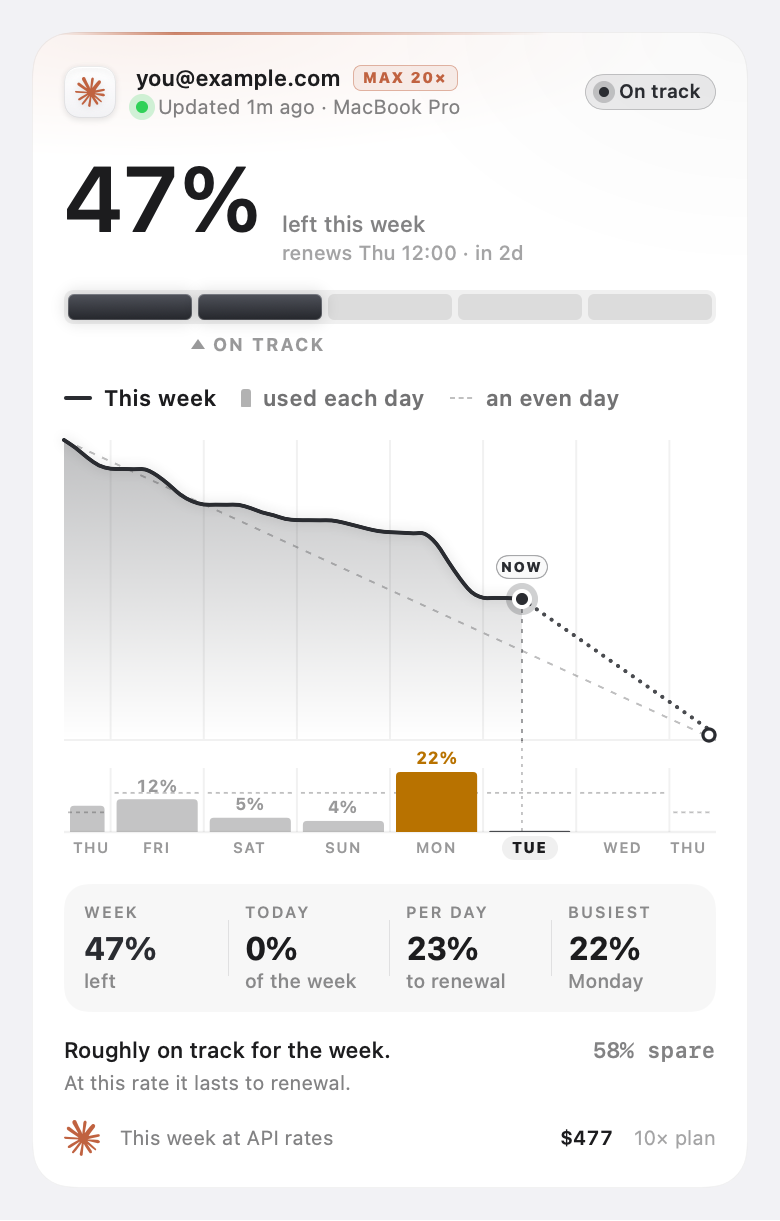 you@example.com MAX 20×
Updated 1m ago · MacBook Pro
On track
47% left this week
renews Thu 12:00 · in 2d
ON TRACK
This week used each day an even day
NOW
22%
12%
5%
4%
THU FRI SAT SUN MON TUE WED THU
WEEK TODAY PER DAY BUSIEST
47% 0% 23% 22%
left of the week to renewal Monday
Roughly on track for the week. 58% spare
At this rate it lasts to renewal.
This week at API rates $477 10× plan